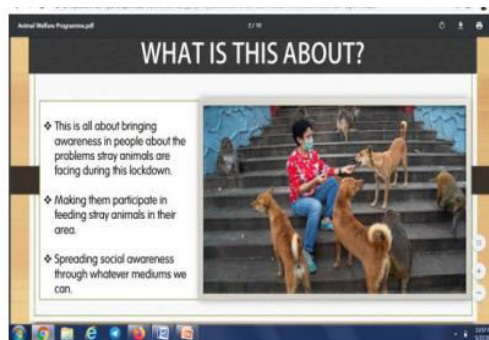 Animal Welfare Programme.pdf
2 / 10
WHAT IS THIS ABOUT?
❖ This is all about bringing
awareness in people about the
problems stray animals are
facing during this lockdown.
❖ Making them participate in
feeding stray animals in their
area.
❖ Spreading social awareness
through whatever mediums we
can.